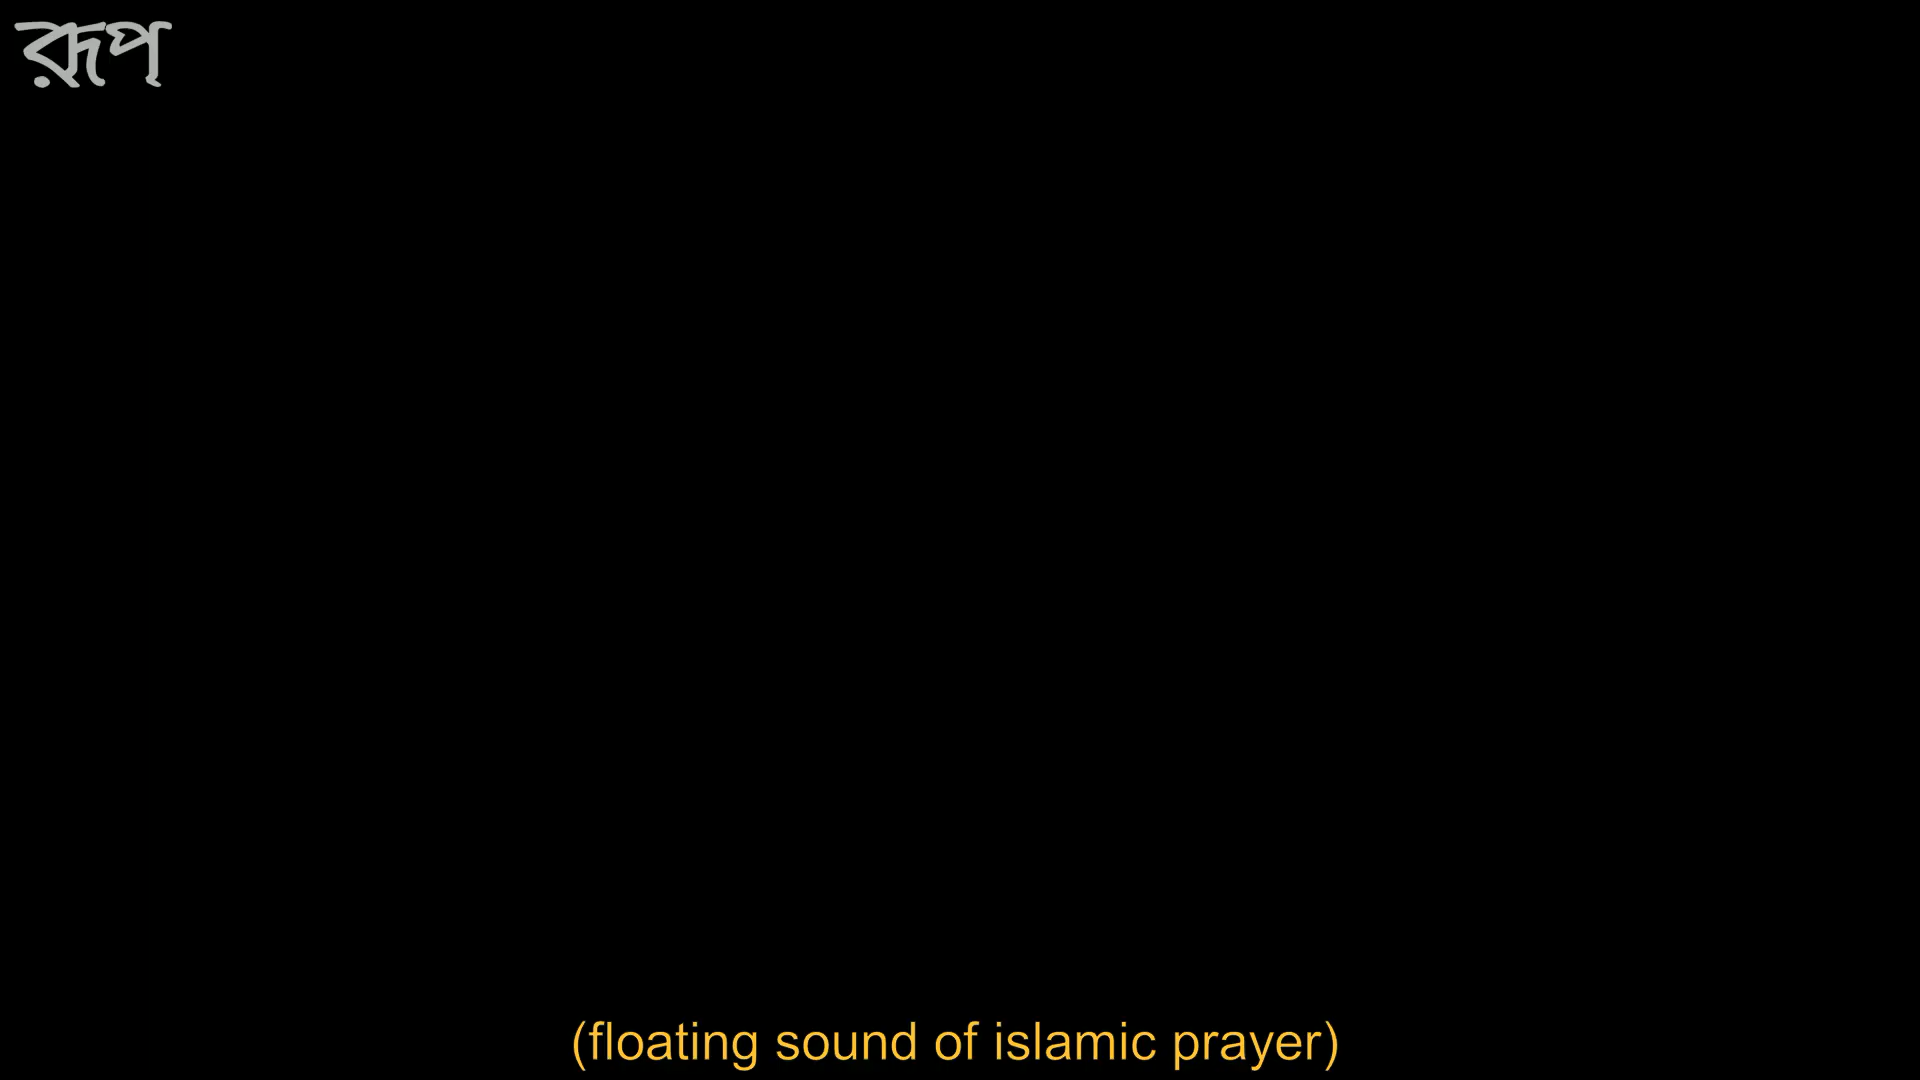 রূপ
(floating sound of islamic prayer)